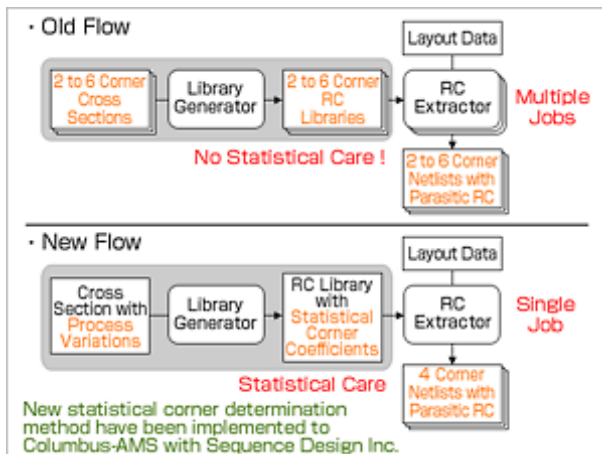 · Old Flow
Layout Data
2 to 6 Corner
Cross
Sections
Library
Generator
2 to 6 Corner
RC
Libraries
RC
Extractor
Multiple
Jobs
No Statistical Care !
2 to 6 Corner
Netlists with
Parasitic RC
· New Flow
Layout Data
Cross
Section with
Process
Variations
Library
Generator
RC Library
with
Statistical
Corner
Coefficients
RC
Extractor
Single
Job
Statistical Care
4 Corner
Netlists with
Parasitic RC
New statistical corner determination
method have been implemented to
Columbus-AMS with Sequence Design Inc.